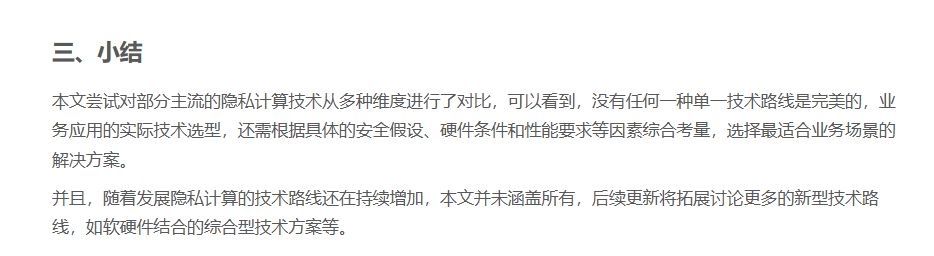 三、小结
本文尝试对部分主流的隐私计算技术从多种维度进行了对比，可以看到，没有任何一种单一技术路线是完美的，业
务应用的实际技术选型，还需根据具体的安全假设、硬件条件和性能要求等因素综合考量，选择最适合业务场景的
解决方案。
并且，随着发展隐私计算的技术路线还在持续增加，本文并未涵盖所有，后续更新将拓展讨论更多的新型技术路
线，如软硬件结合的综合型技术方案等。